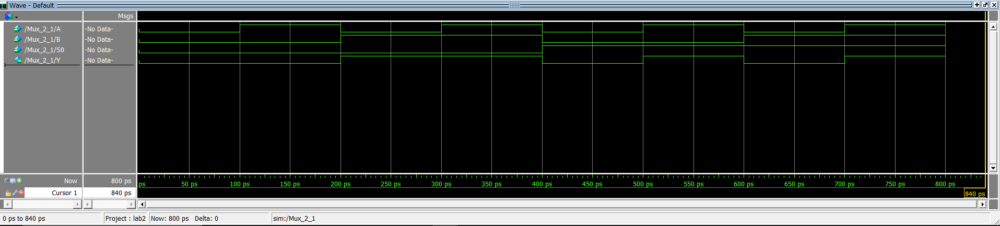 Wave - Default
Msgs
/Mux_2_1/A -No Data-
/Mux_2_1/B -No Data-
/Mux_2_1/S0 -No Data-
/Mux_2_1/Y -No Data-
Now 800 ps ps 50 ps 100 ps 150 ps 200 ps 250 ps 300 ps 350 ps 400 ps 450 ps 500 ps 550 ps 600 ps 650 ps 700 ps 750 ps 800 ps
Cursor 1 840 ps 840 ps
0 ps to 840 ps Project : lab2 Now: 800 ps Delta: 0 sim:/Mux_2_1